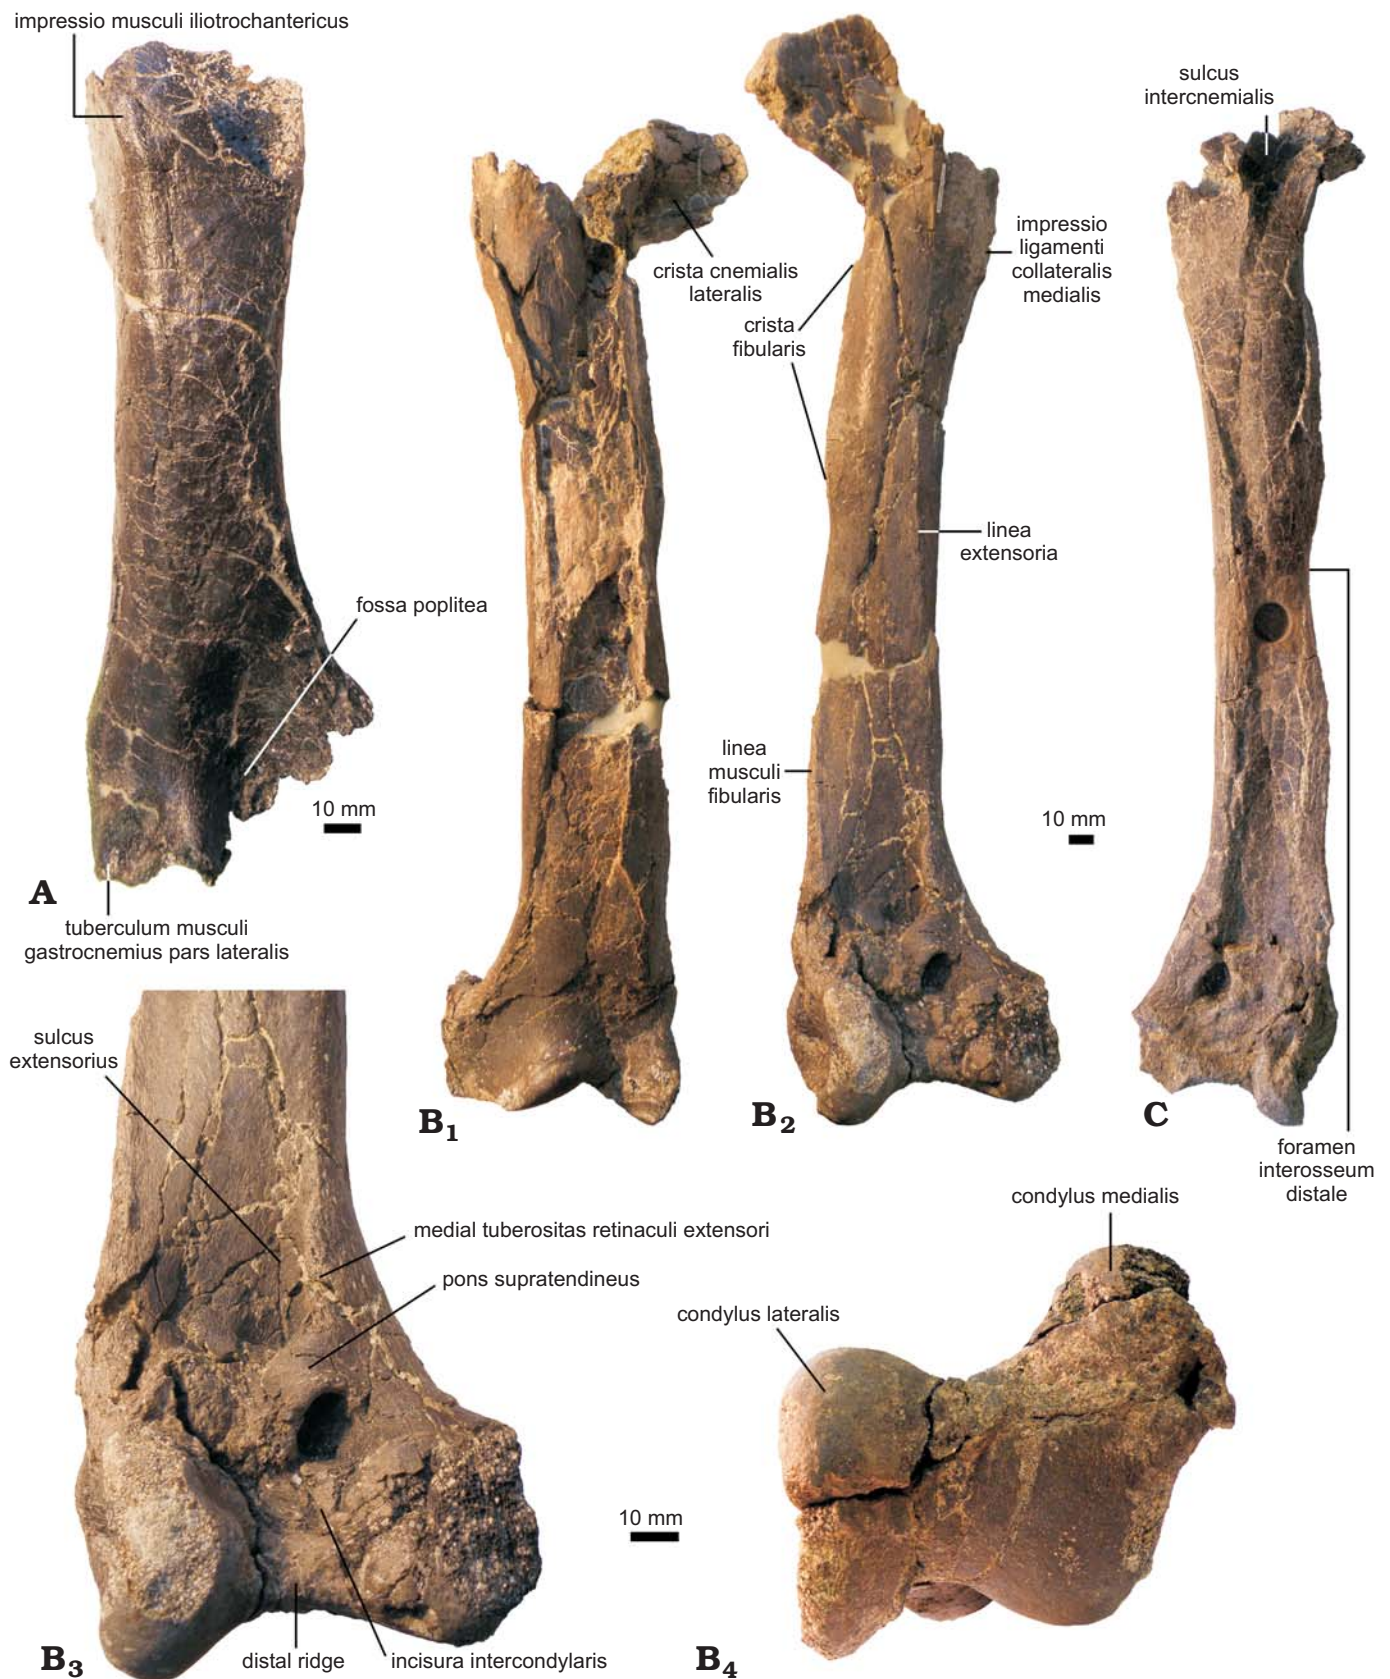 impressio musculi iliotrochantericus
sulcus
intercnemialis
crista cnemialis
lateralis
impressio
ligamenti
collateralis
medialis
crista
fibularis
linea
extensoria
fossa poplitea
linea
musculi
fibularis
10 mm
10 mm
A
tuberculum musculi
gastrocnemius pars lateralis
B1
B2
C
foramen
interosseum
distale
sulcus
extensorius
medial tuberositas retinaculi extensori
pons supratendineus
condylus medialis
condylus lateralis
10 mm
B3
distal ridge
incisura intercondylaris
B4